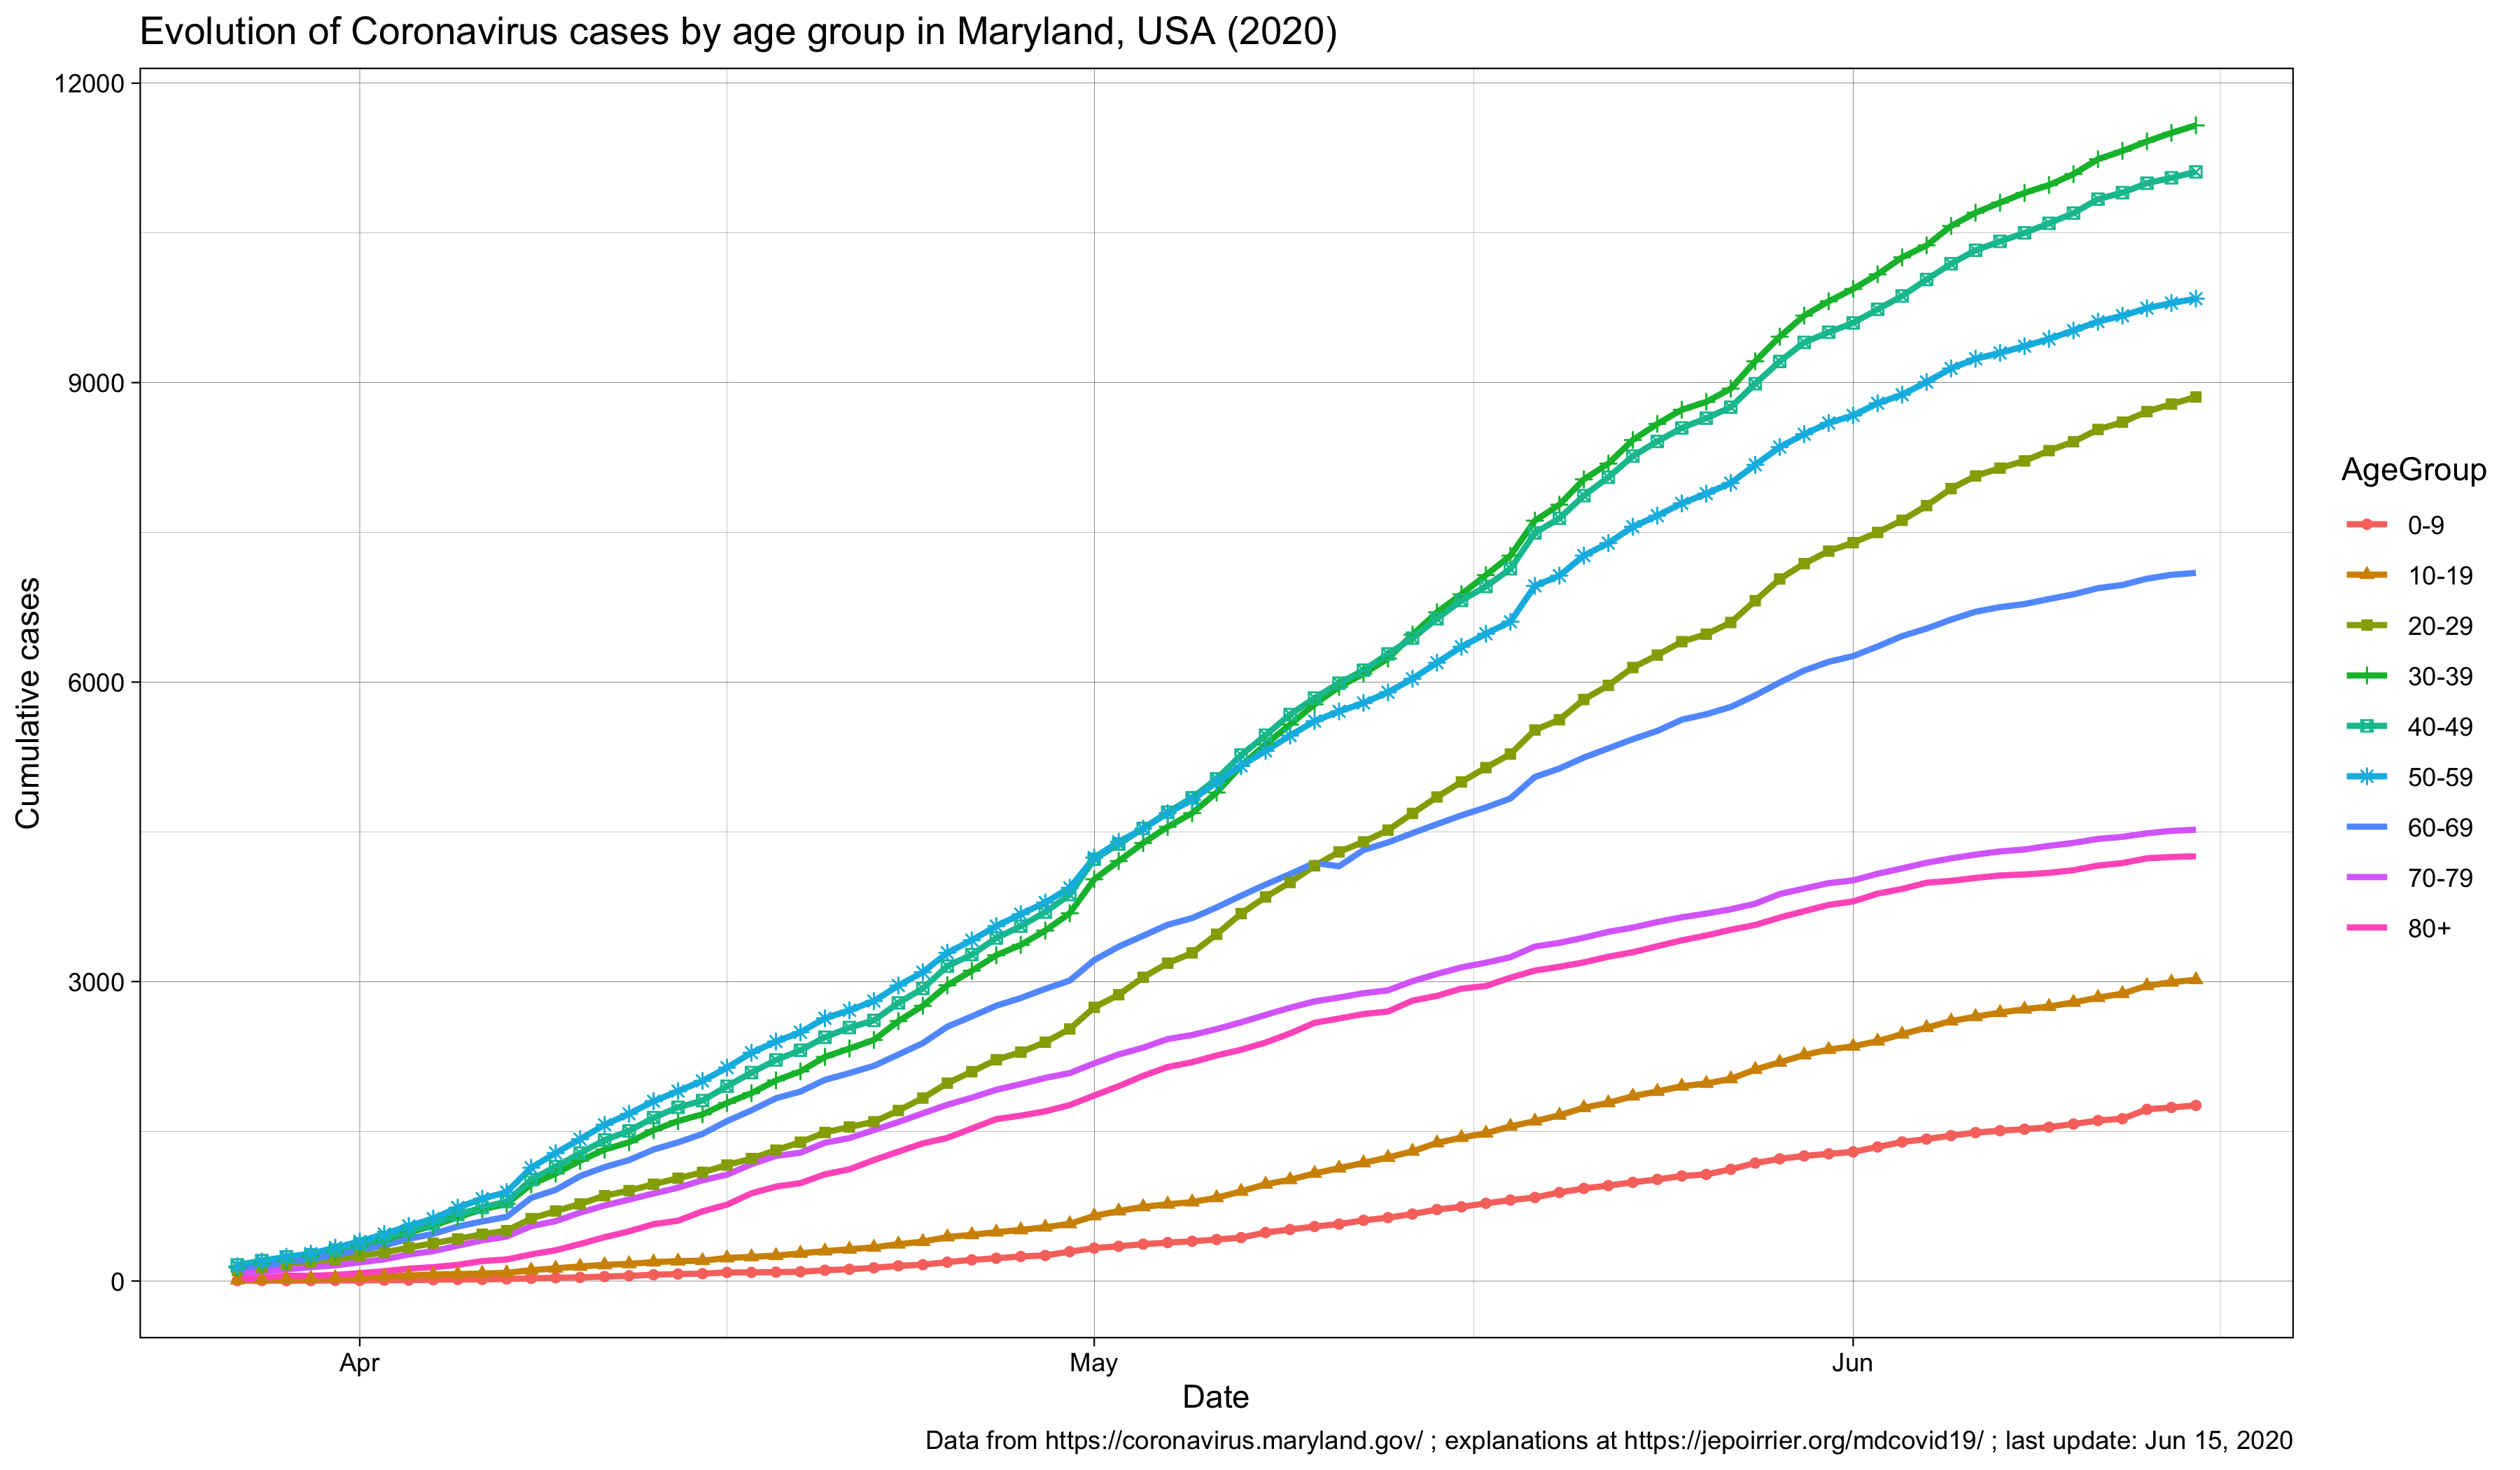 Evolution of Coronavirus cases by age group in Maryland, USA (2020)
12000
9000
6000
3000
0
Cumulative cases
Apr
May
Jun
Date
AgeGroup
0-9
10-19
20-29
30-39
40-49
50-59
60-69
70-79
80+
Data from https://coronavirus.maryland.gov/ ; explanations at https://jepoirrier.org/mdcovid19/ ; last update: Jun 15, 2020